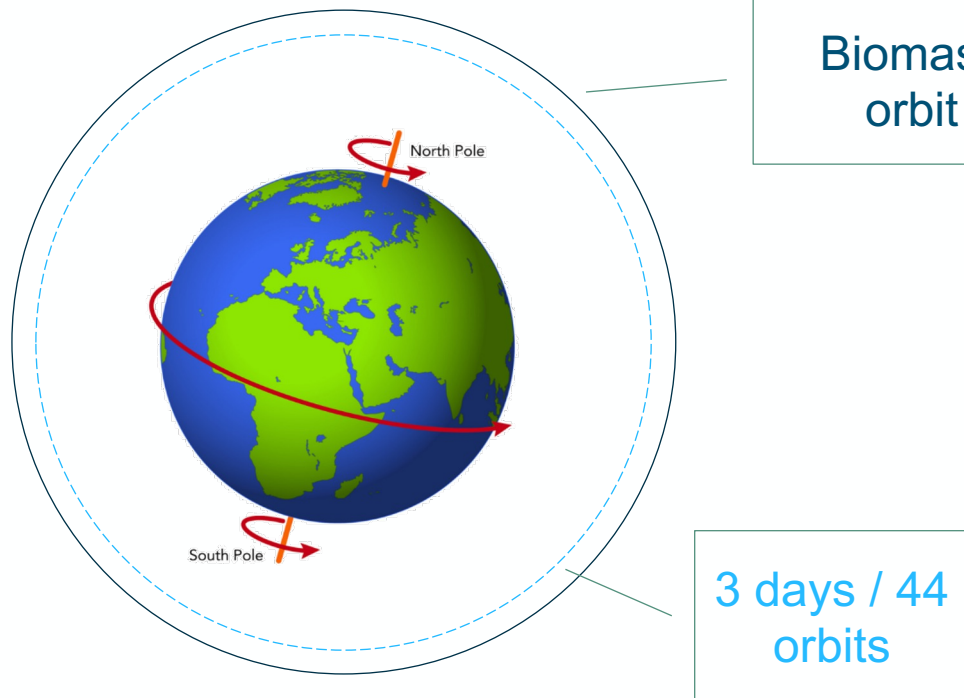 Biomas
orbit
North Pole
South Pole
3 days / 44
orbits